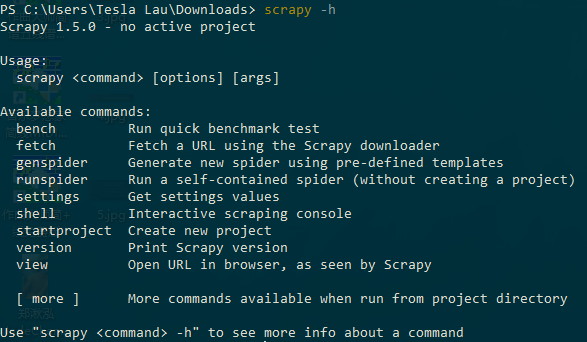 PS C:\Users\Tesla Lau\Downloads> scrapy -h
Scrapy 1.5.0 - no active project
Usage:
scrapy <command> [options] [args]
Available commands:
bench Run quick benchmark test
fetch Fetch a URL using the Scrapy downloader
genspider Generate new spider using pre-defined templates
runspider Run a self-contained spider (without creating a project)
settings Get settings values
shell Interactive scraping console
startproject Create new project
version Print Scrapy version
view Open URL in browser, as seen by Scrapy
[ more ] More commands available when run from project directory
Use "scrapy <command> -h" to see more info about a command